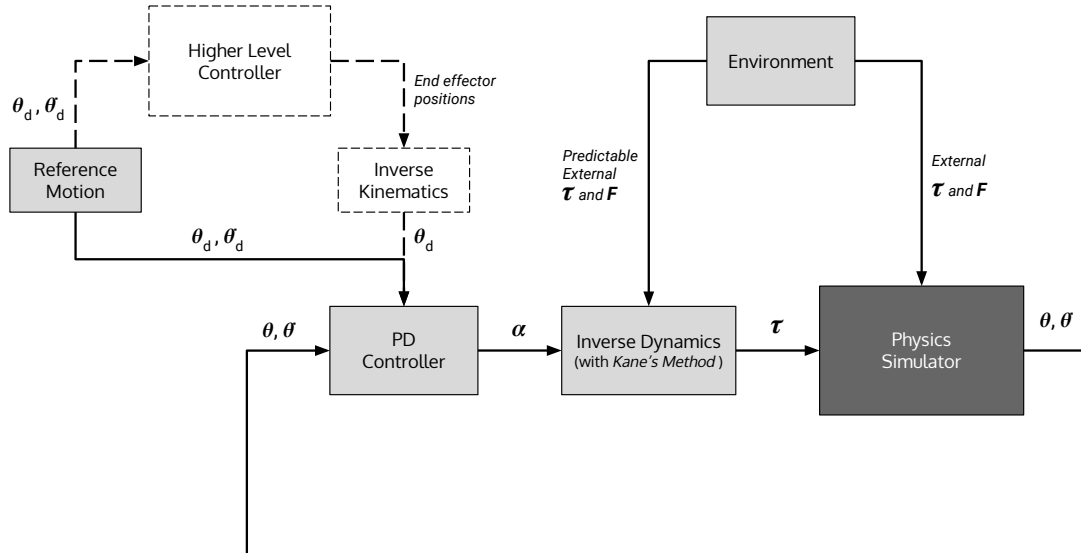 Higher Level
Controller
End effector
positions
θd, θ̇d
Reference
Motion
Inverse
Kinematics
θd, θ̇d
θd
Environment
Predictable
External
τ and F
External
τ and F
θ, θ̇
PD
Controller
α
Inverse Dynamics
(with Kane's Method)
τ
Physics
Simulator
θ, θ̇